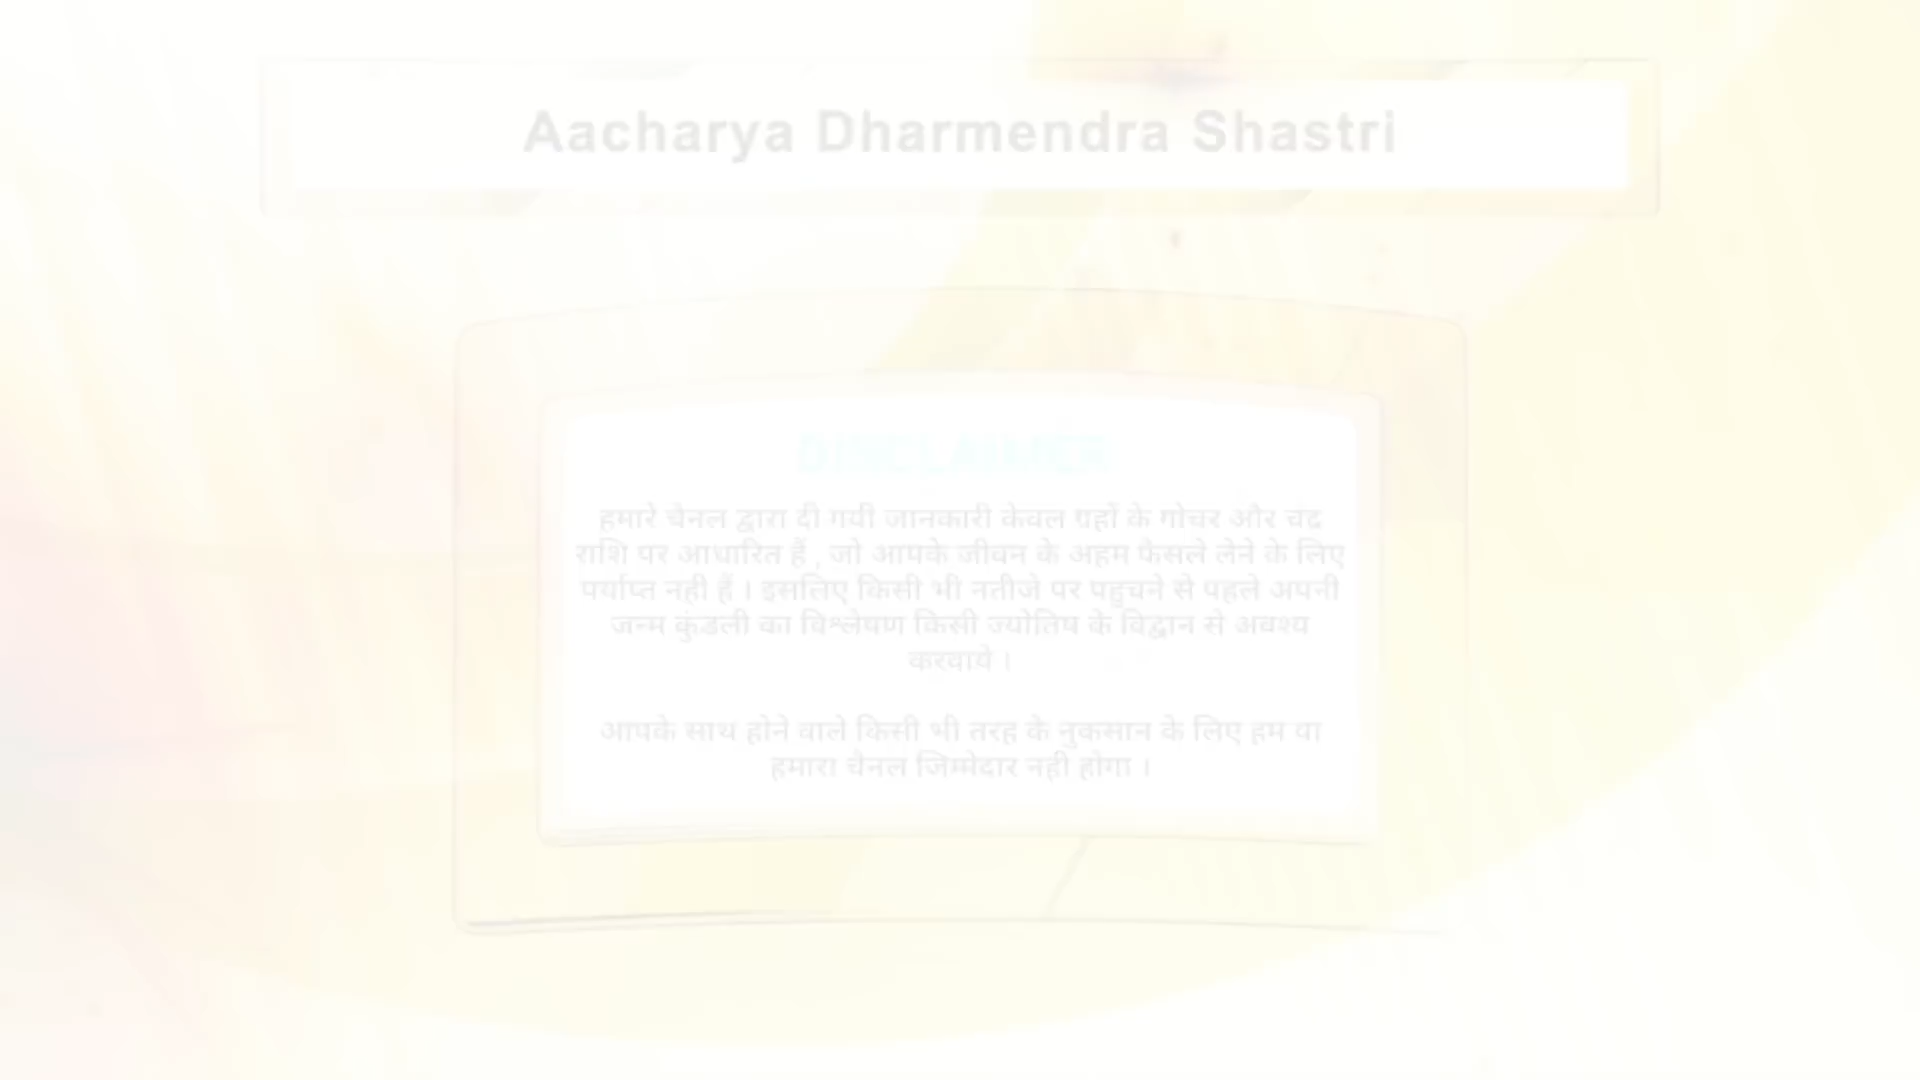 Aacharya Dharmendra Shastri
DISCLAIMER
हमारे चैनल द्वारा दी गयी जानकारी केवल ग्रहों के गोचर और चंद्र
राशि पर आधारित हैं , जो आपके जीवन के अहम फैसले लेने के लिए
पर्याप्त नही हैं । इसलिए किसी भी नतीजे पर पहुचने से पहले अपनी
जन्म कुंडली का विश्लेषण किसी ज्योतिष के विद्वान से अवश्य
करवाये ।
आपके साथ होने वाले किसी भी तरह के नुकसान के लिए हम या
हमारा चैनल जिम्मेदार नही होगा ।